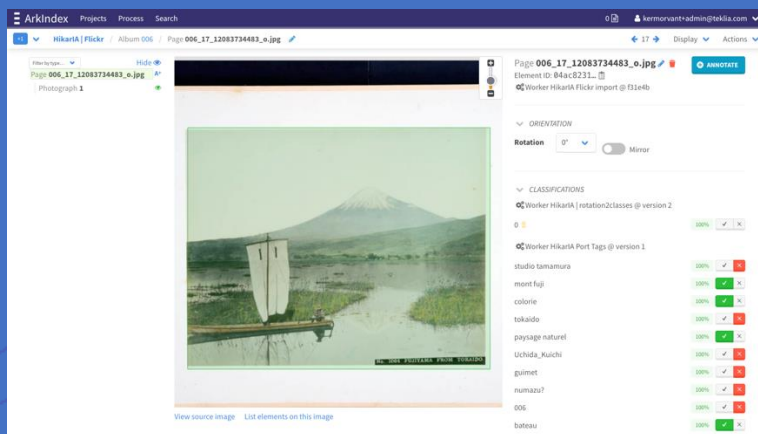 ArkIndex Projects Process Search
0 kermorvant+admin@teklia.com
+1 HikarIA | Flickr / Album 006 / Page 006_17_12083734483_o.jpg
17 Display Actions
Filter by type... Hide
Page 006_17_12083734483_o.jpg
Photograph 1
No. 1084 FUJIYAMA FROM TOKAIDO.
View source image List elements on this image
Page 006_17_12083734483_o.jpg
ANNOTATE
Element ID: 04ac8231...
Worker HikarIA Flickr import @ f31e4b
ORIENTATION
Rotation 0° Mirror
CLASSIFICATIONS
Worker HikarIA | rotation2classes @ version 2
0 100%
Worker HikarIA Port Tags @ version 1
studio tamamura 100%
mont fuji 100%
colorie 100%
tokaido 100%
paysage naturel 100%
Uchida_Kuichi 100%
guimet 100%
numazu? 100%
006 100%
bateau 100%